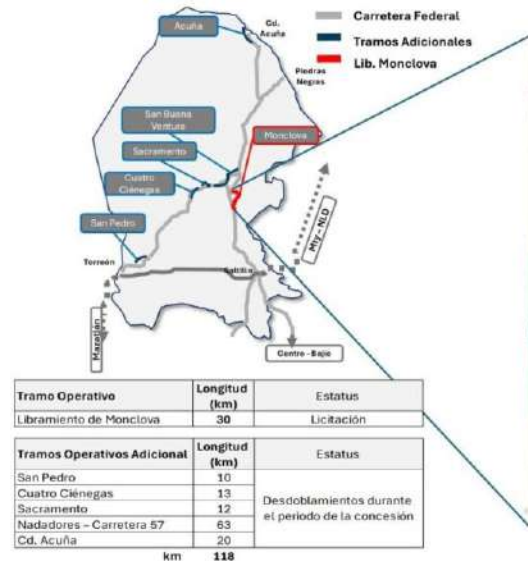 Carretera Federal
Tramos Adicionales
Lib. Monclova
Acuña
Cd.
Acuña
Piedras
Negras
San Buena
Ventura
Monclova
Sacramento
Cuatro
Ciénegas
San Pedro
Mty - NLD
Torreón
Saltillo
Mazatlán
Centro - Bajío
Tramo Operativo Longitud (km) Estatus
Libramiento de Monclova 30 Licitación
Tramos Operativos Adicional Longitud (km) Estatus
San Pedro 10
Cuatro Ciénegas 13
Sacramento 12
Nadadores – Carretera 57 63
Cd. Acuña 20
Desdoblamientos durante
el periodo de la concesión
km 118